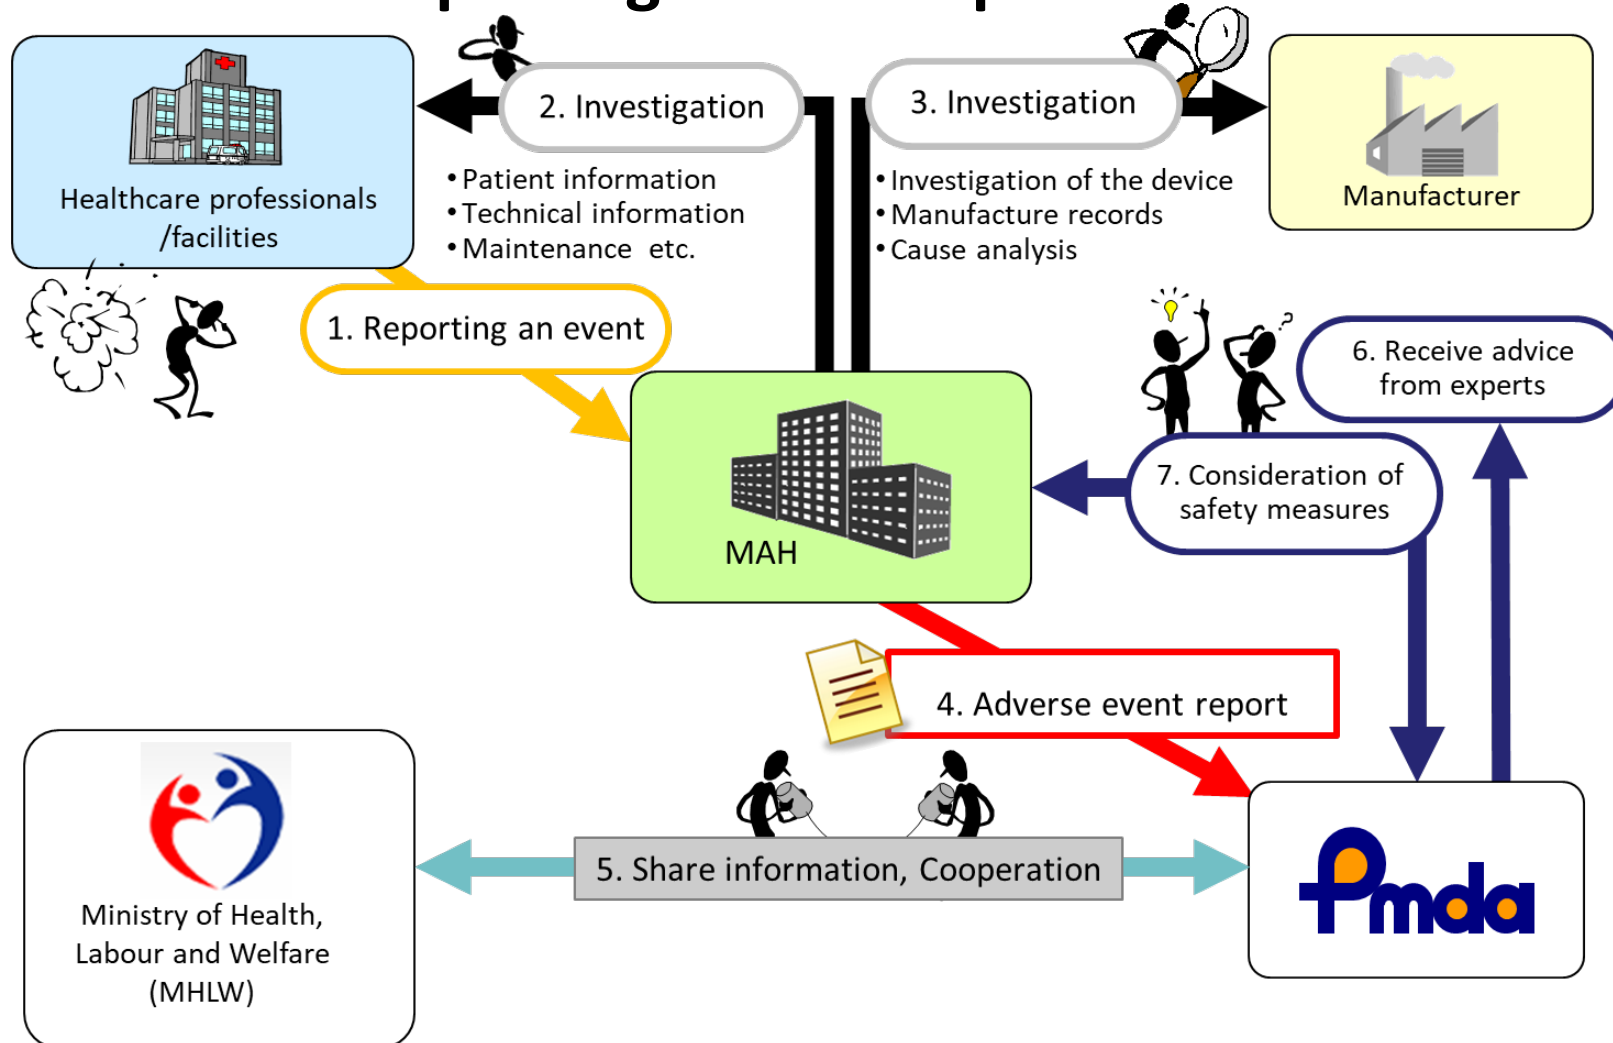 2. Investigation
3. Investigation
Healthcare professionals
/facilities
• Patient information
• Technical information
• Maintenance etc.
• Investigation of the device
• Manufacture records
• Cause analysis
Manufacturer
1. Reporting an event
6. Receive advice
from experts
?
7. Consideration of
safety measures
MAH
4. Adverse event report
5. Share information, Cooperation
Ministry of Health,
Labour and Welfare
(MHLW)
Pmda